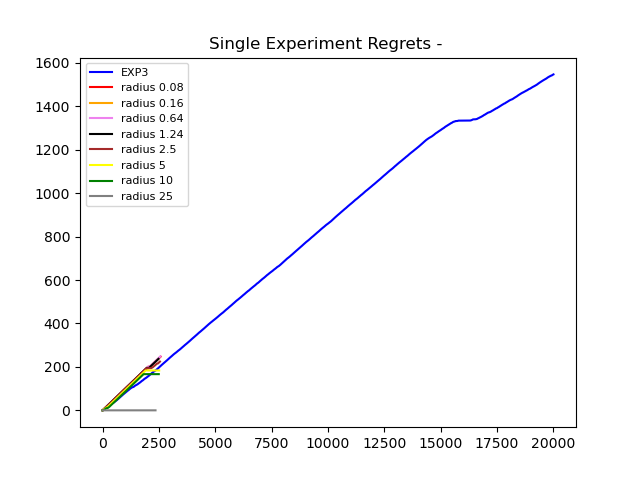 Single Experiment Regrets -
1600
1400
1200
1000
800
600
400
200
0
EXP3
radius 0.08
radius 0.16
radius 0.64
radius 1.24
radius 2.5
radius 5
radius 10
radius 25
0 2500 5000 7500 10000 12500 15000 17500 20000